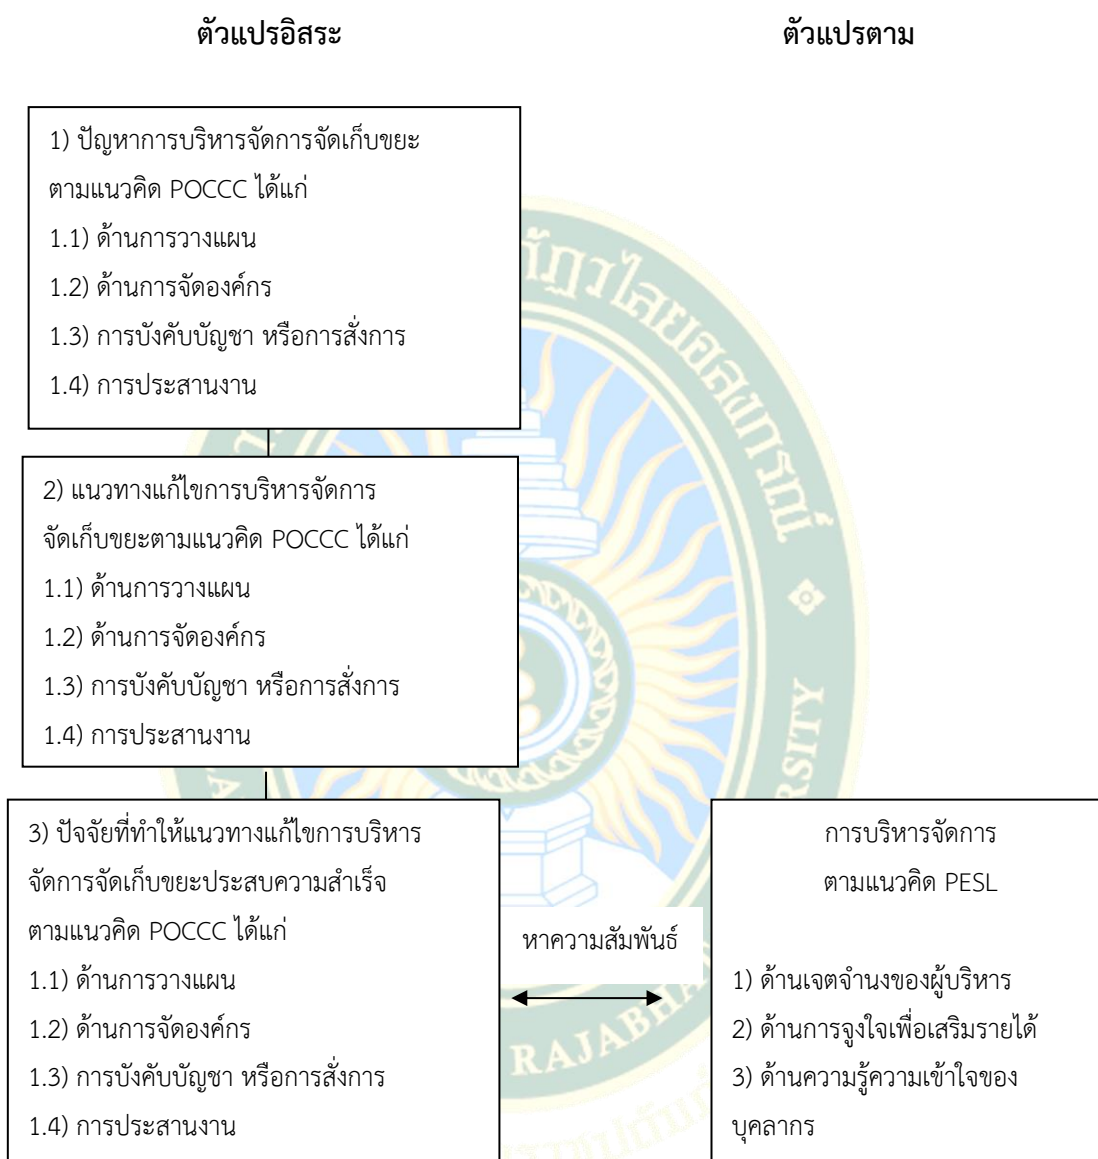 ตัวแปรอิสระ
ตัวแปรตาม
1) ปัญหาการบริหารจัดการจัดเก็บขยะ
ตามแนวคิด POCCC ได้แก่
1.1) ด้านการวางแผน
1.2) ด้านการจัดองค์กร
1.3) การบังคับบัญชา หรือการสั่งการ
1.4) การประสานงาน
2) แนวทางแก้ไขการบริหารจัดการ
จัดเก็บขยะตามแนวคิด POCCC ได้แก่
1.1) ด้านการวางแผน
1.2) ด้านการจัดองค์กร
1.3) การบังคับบัญชา หรือการสั่งการ
1.4) การประสานงาน
3) ปัจจัยที่ทำให้แนวทางแก้ไขการบริหาร
จัดการจัดเก็บขยะประสบความสำเร็จ
ตามแนวคิด POCCC ได้แก่
1.1) ด้านการวางแผน
1.2) ด้านการจัดองค์กร
1.3) การบังคับบัญชา หรือการสั่งการ
1.4) การประสานงาน
หาความสัมพันธ์
การบริหารจัดการ
ตามแนวคิด PESL
1) ด้านเจตจำนงของผู้บริหาร
2) ด้านการจูงใจเพื่อเสริมรายได้
3) ด้านความรู้ความเข้าใจของ
บุคลากร